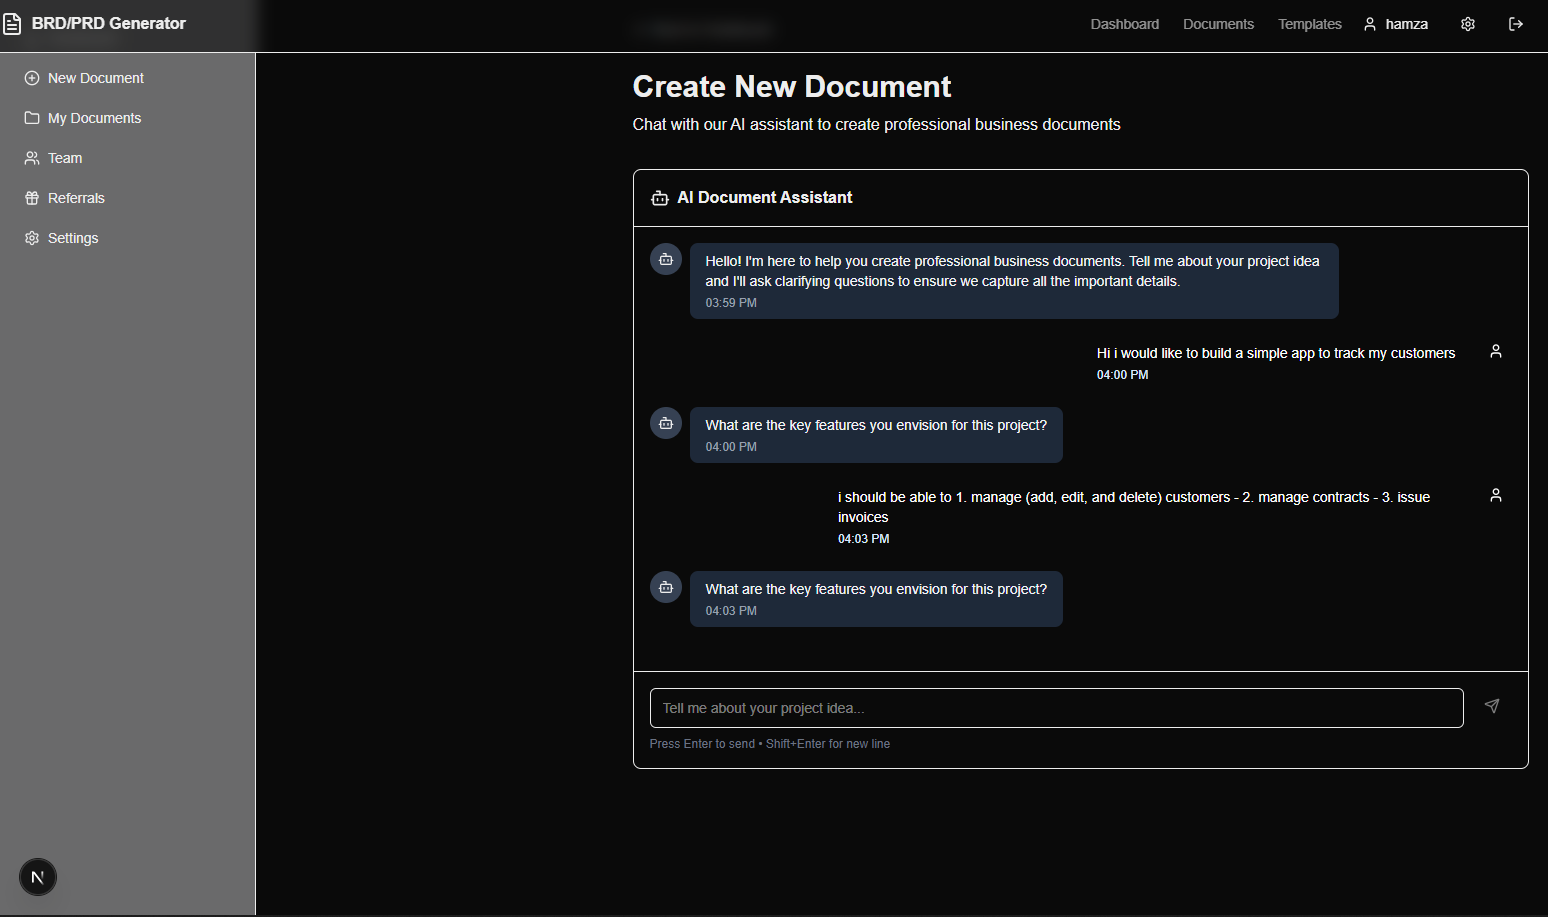 BRD/PRD Generator
Dashboard
Documents
Templates
hamza
New Document
My Documents
Team
Referrals
Settings
Create New Document
Chat with our AI assistant to create professional business documents
AI Document Assistant
Hello! I'm here to help you create professional business documents. Tell me about your project idea
and I'll ask clarifying questions to ensure we capture all the important details.
03:59 PM
Hi i would like to build a simple app to track my customers
04:00 PM
What are the key features you envision for this project?
04:00 PM
i should be able to 1. manage (add, edit, and delete) customers - 2. manage contracts - 3. issue
invoices
04:03 PM
What are the key features you envision for this project?
04:03 PM
Tell me about your project idea...
Press Enter to send • Shift+Enter for new line
N